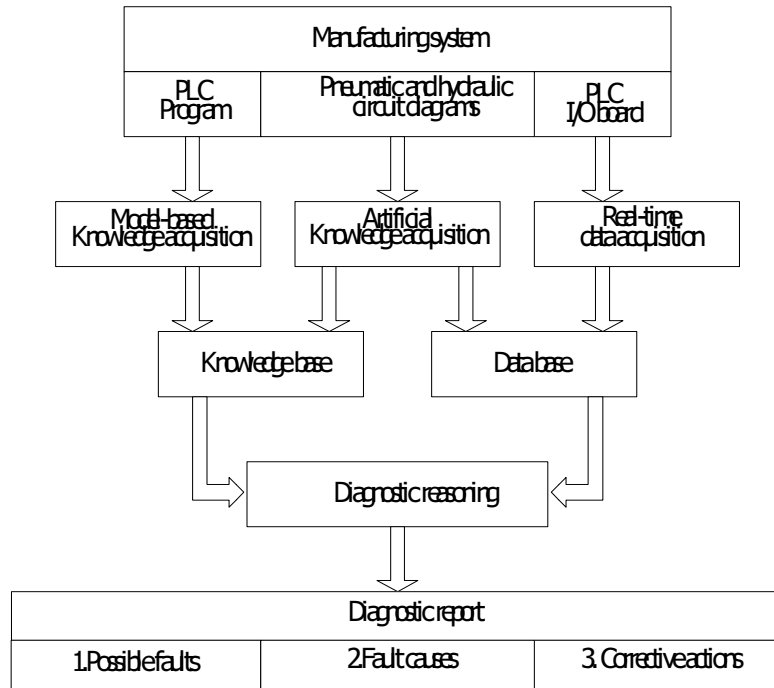 Manufacturing system
PLC
Program
Pneumatic and hydraulic
circuit diagrams
PLC
I/O board
Model-based
Knowledge acquisition
Artificial
Knowledge acquisition
Real-time
data acquisition
Knowledge base
Data base
Diagnostic reasoning
Diagnostic report
1.Possible faults
2.Fault causes
3. Corrective actions